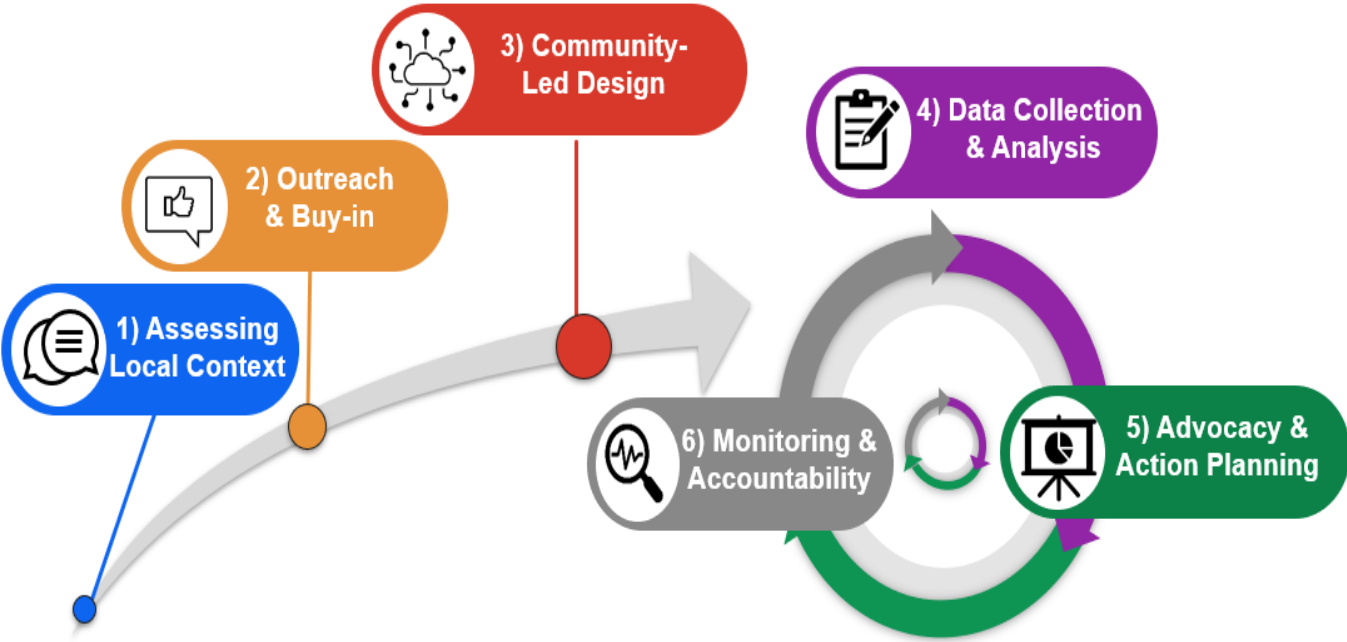 1) Assessing
Local Context
2) Outreach
& Buy-in
3) Community-
Led Design
4) Data Collection
& Analysis
5) Advocacy &
Action Planning
6) Monitoring &
Accountability